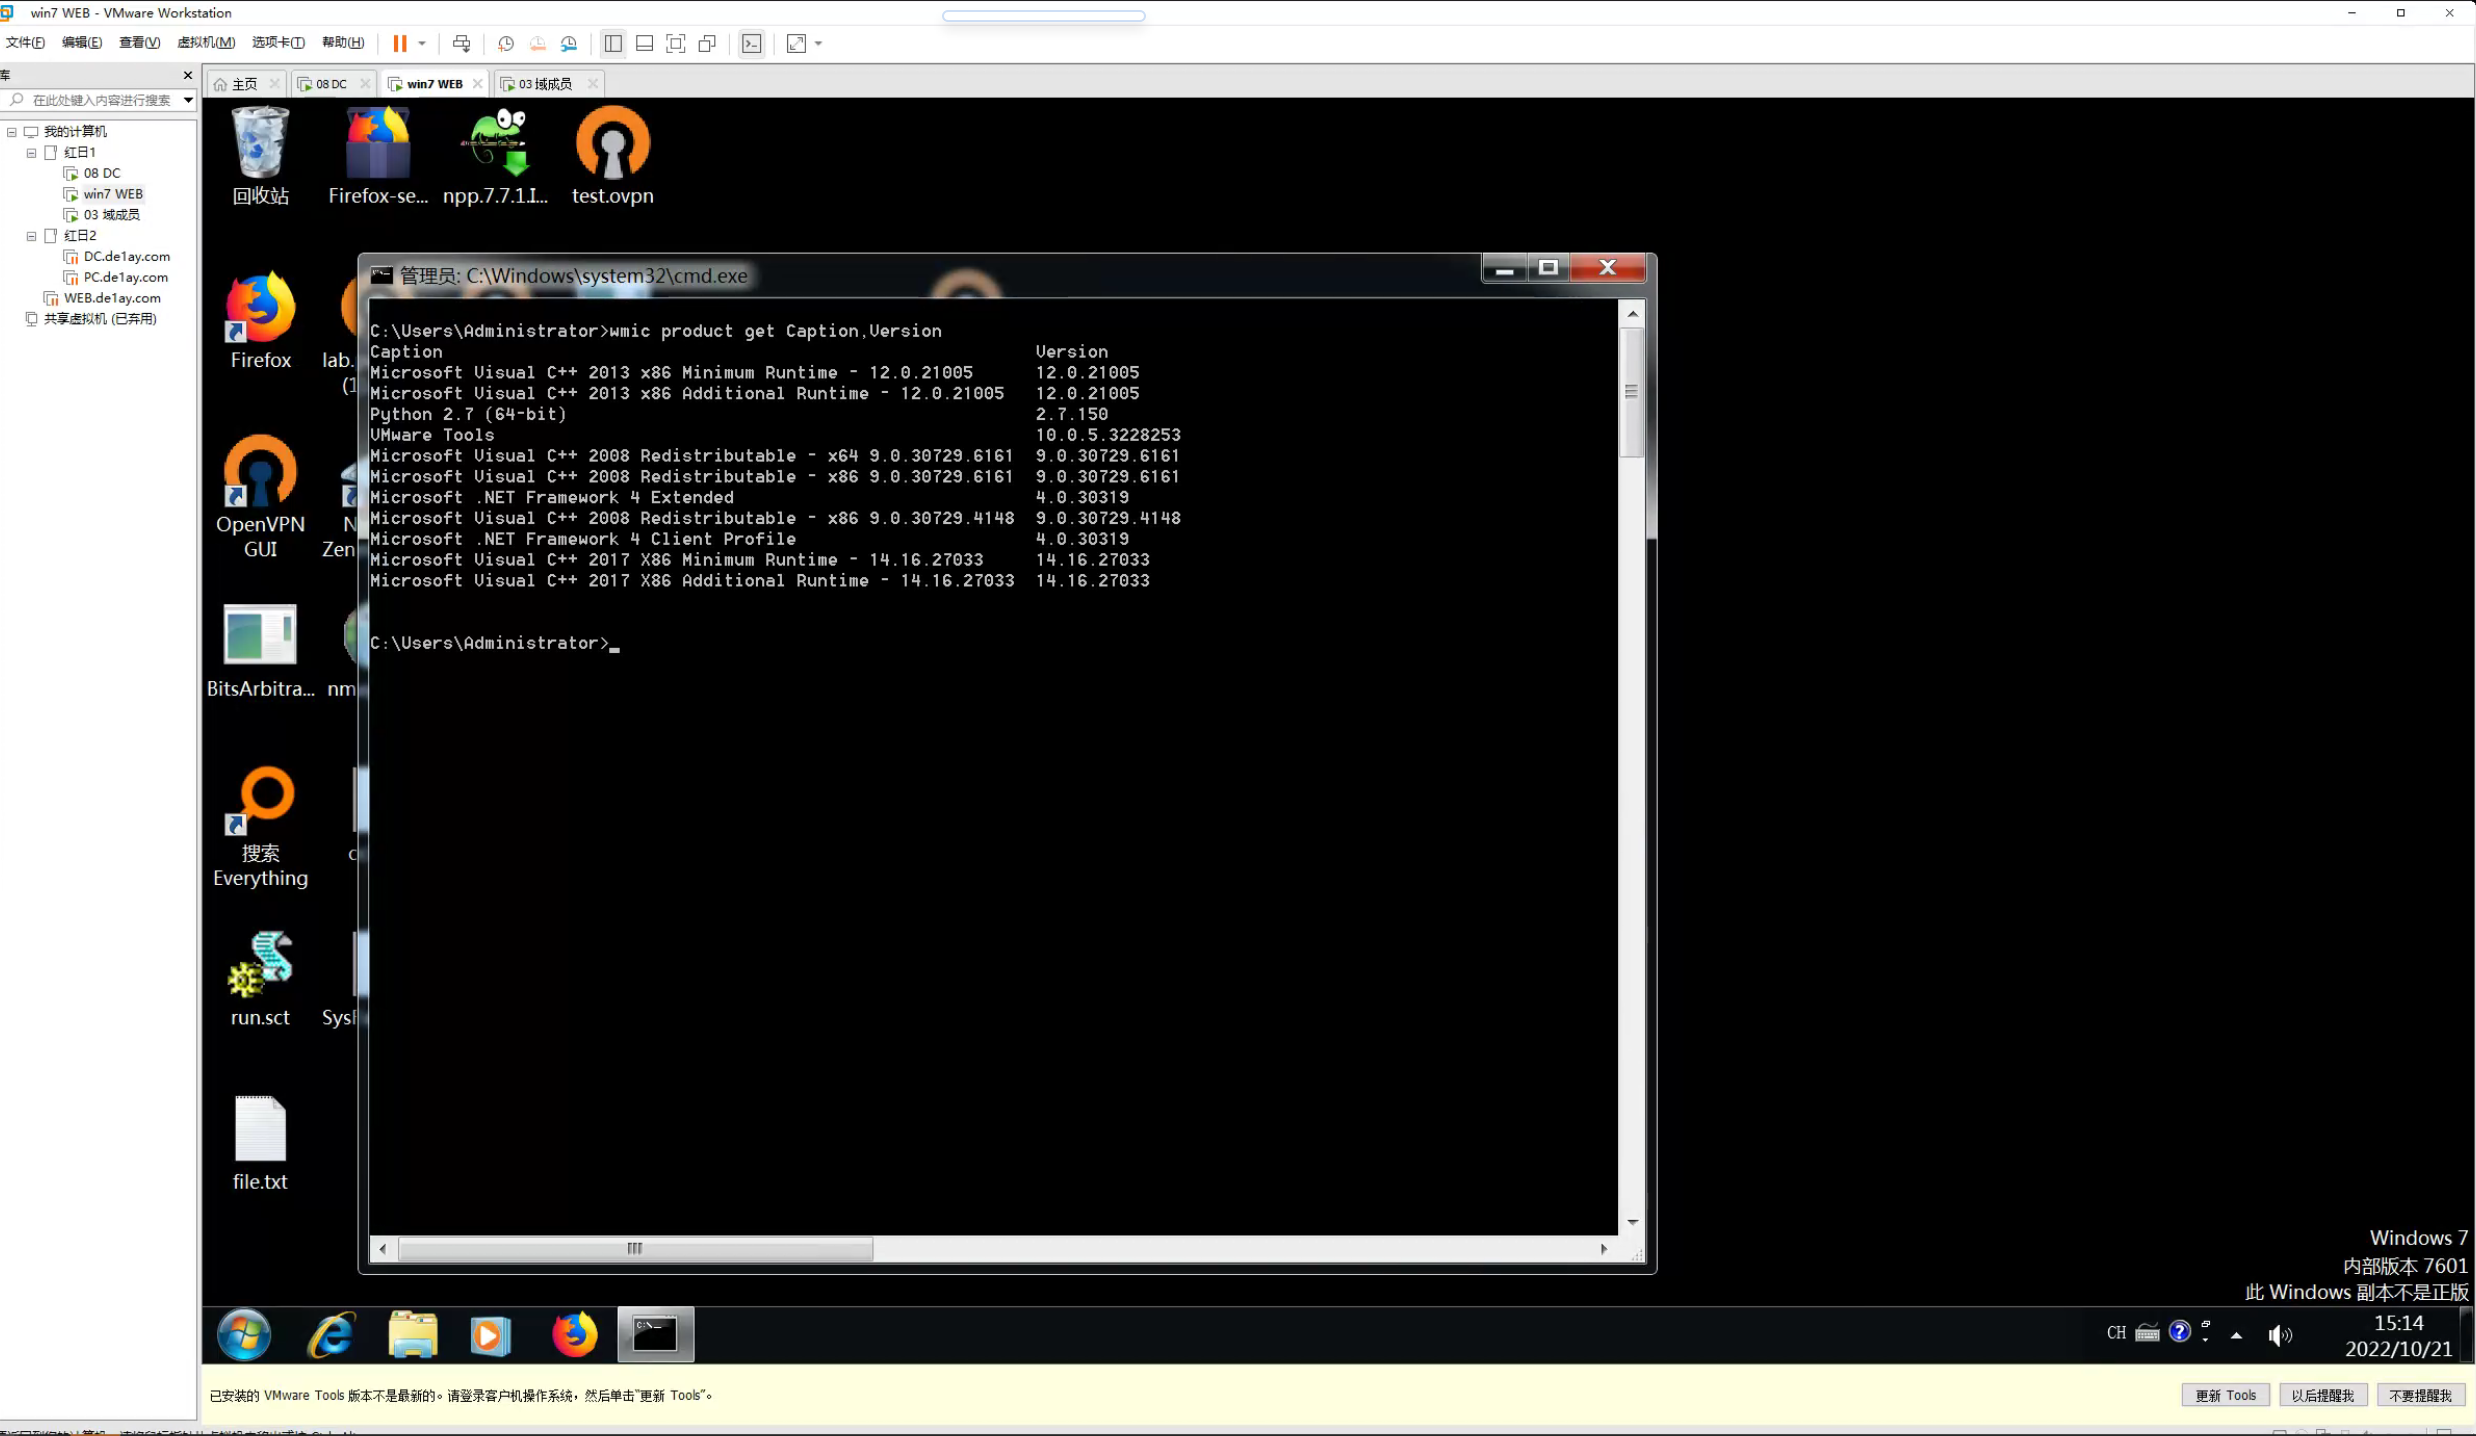 win7 WEB - VMware Workstation
文件(F) 编辑(E) 查看(V) 虚拟机(M) 选项卡(T) 帮助(H)
库
在此处键入内容进行搜索
我的计算机
红日1
08 DC
win7 WEB
03 域成员
红日2
DC.de1ay.com
PC.de1ay.com
WEB.de1ay.com
共享虚拟机 (已弃用)
主页 08 DC win7 WEB 03 域成员
回收站 Firefox-se... npp.7.7.1.I... test.ovpn
Firefox lab.
(1
OpenVPN GUI N
Zen
BitsArbitra... nm
搜索 Everything c
run.sct SysI
file.txt
管理员: C:\Windows\system32\cmd.exe
C:\Users\Administrator>wmic product get Caption,Version
Caption Version
Microsoft Visual C++ 2013 x86 Minimum Runtime - 12.0.21005 12.0.21005
Microsoft Visual C++ 2013 x86 Additional Runtime - 12.0.21005 12.0.21005
Python 2.7 (64-bit) 2.7.150
VMware Tools 10.0.5.3228253
Microsoft Visual C++ 2008 Redistributable - x64 9.0.30729.6161 9.0.30729.6161
Microsoft Visual C++ 2008 Redistributable - x86 9.0.30729.6161 9.0.30729.6161
Microsoft .NET Framework 4 Extended 4.0.30319
Microsoft Visual C++ 2008 Redistributable - x86 9.0.30729.4148 9.0.30729.4148
Microsoft .NET Framework 4 Client Profile 4.0.30319
Microsoft Visual C++ 2017 X86 Minimum Runtime - 14.16.27033 14.16.27033
Microsoft Visual C++ 2017 X86 Additional Runtime - 14.16.27033 14.16.27033
C:\Users\Administrator>_
Windows 7
内部版本 7601
此 Windows 副本不是正版
CH
15:14
2022/10/21
已安装的 VMware Tools 版本不是最新的。请登录客户机操作系统，然后单击“更新 Tools”。
更新 Tools 以后提醒我 不要提醒我